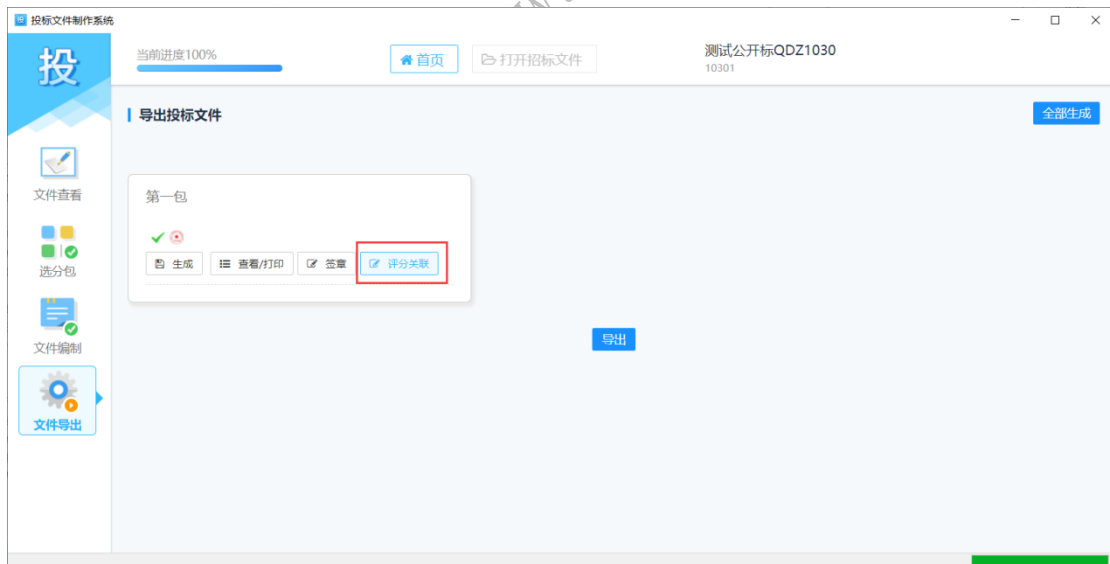 投标文件制作系统
投
当前进度100%
首页
打开招标文件
测试公开标QDZ1030
10301
导出投标文件
全部生成
文件查看
选分包
文件编制
文件导出
第一包
生成
查看/打印
签章
评分关联
导出